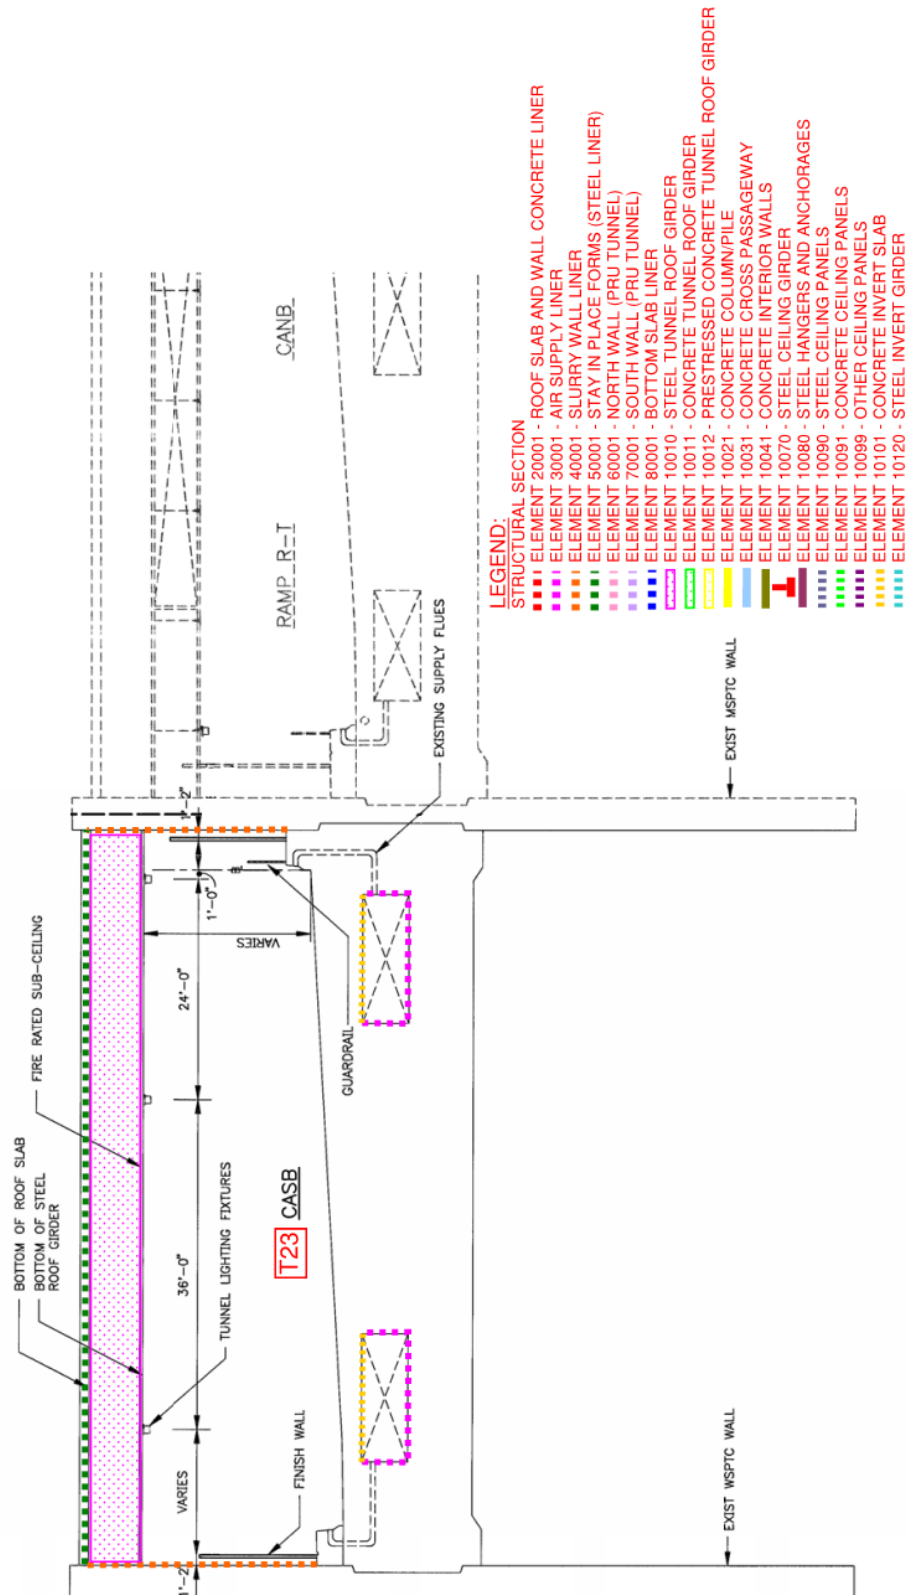 BOTTOM OF ROOF SLAB
BOTTOM OF STEEL
ROOF GIRDER
FIRE RATED SUB-CEILING
1'-2
VARIES
36'-0"
24'-0"
1'-0"
1'-2"
VARIES
TUNNEL LIGHTING FIXTURES
FINISH WALL
T23 CASB
GUARDRAIL
RAMP R-T
CANB
EXISTING SUPPLY FLUES
EXIST WSPTC WALL
EXIST MSPTC WALL
LEGEND:
STRUCTURAL SECTION
ELEMENT 20001 - ROOF SLAB AND WALL CONCRETE LINER
ELEMENT 30001 - AIR SUPPLY LINER
ELEMENT 40001 - SLURRY WALL LINER
ELEMENT 50001 - STAY IN PLACE FORMS (STEEL LINER)
ELEMENT 60001 - NORTH WALL (PRU TUNNEL)
ELEMENT 70001 - SOUTH WALL (PRU TUNNEL)
ELEMENT 80001 - BOTTOM SLAB LINER
ELEMENT 10010 - STEEL TUNNEL ROOF GIRDER
ELEMENT 10011 - CONCRETE TUNNEL ROOF GIRDER
ELEMENT 10012 - PRESTRESSED CONCRETE TUNNEL ROOF GIRDER
ELEMENT 10021 - CONCRETE COLUMN/PILE
ELEMENT 10031 - CONCRETE CROSS PASSAGEWAY
ELEMENT 10041 - CONCRETE INTERIOR WALLS
ELEMENT 10070 - STEEL CEILING GIRDER
ELEMENT 10080 - STEEL HANGERS AND ANCHORAGES
ELEMENT 10090 - STEEL CEILING PANELS
ELEMENT 10091 - CONCRETE CEILING PANELS
ELEMENT 10099 - OTHER CEILING PANELS
ELEMENT 10101 - CONCRETE INVERT SLAB
ELEMENT 10120 - STEEL INVERT GIRDER